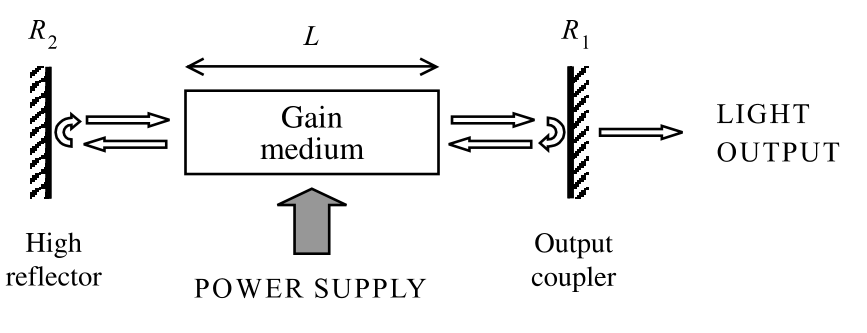 R2
L
R1
Gain
medium
LIGHT
OUTPUT
High
reflector
Output
coupler
POWER SUPPLY